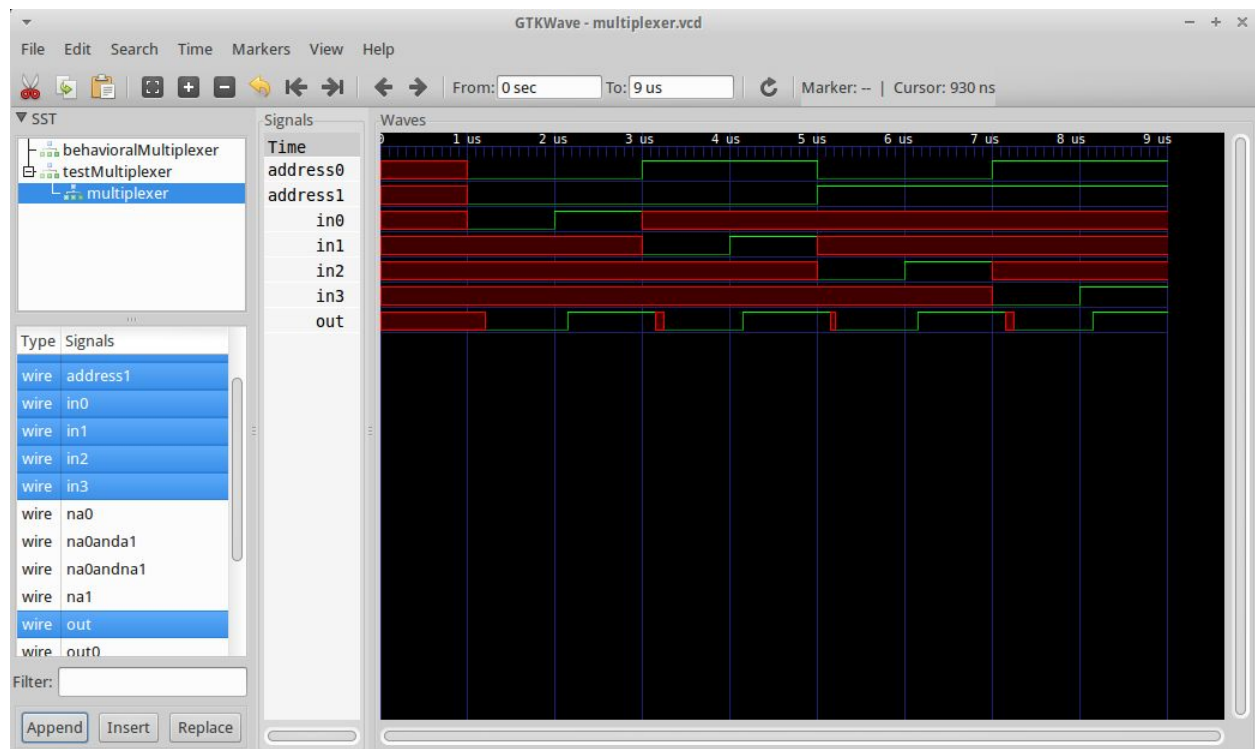 GTKWave - multiplexer.vcd
File Edit Search Time Markers View Help
From: 0 sec To: 9 us Marker: -- | Cursor: 930 ns
SST
behavioralMultiplexer
testMultiplexer
multiplexer
Type Signals
wire address1
wire in0
wire in1
wire in2
wire in3
wire na0
wire na0anda1
wire na0andna1
wire na1
wire out
wire out0
Filter:
Append Insert Replace
Signals
Time
address0
address1
in0
in1
in2
in3
out
Waves
0 1 us 2 us 3 us 4 us 5 us 6 us 7 us 8 us 9 us